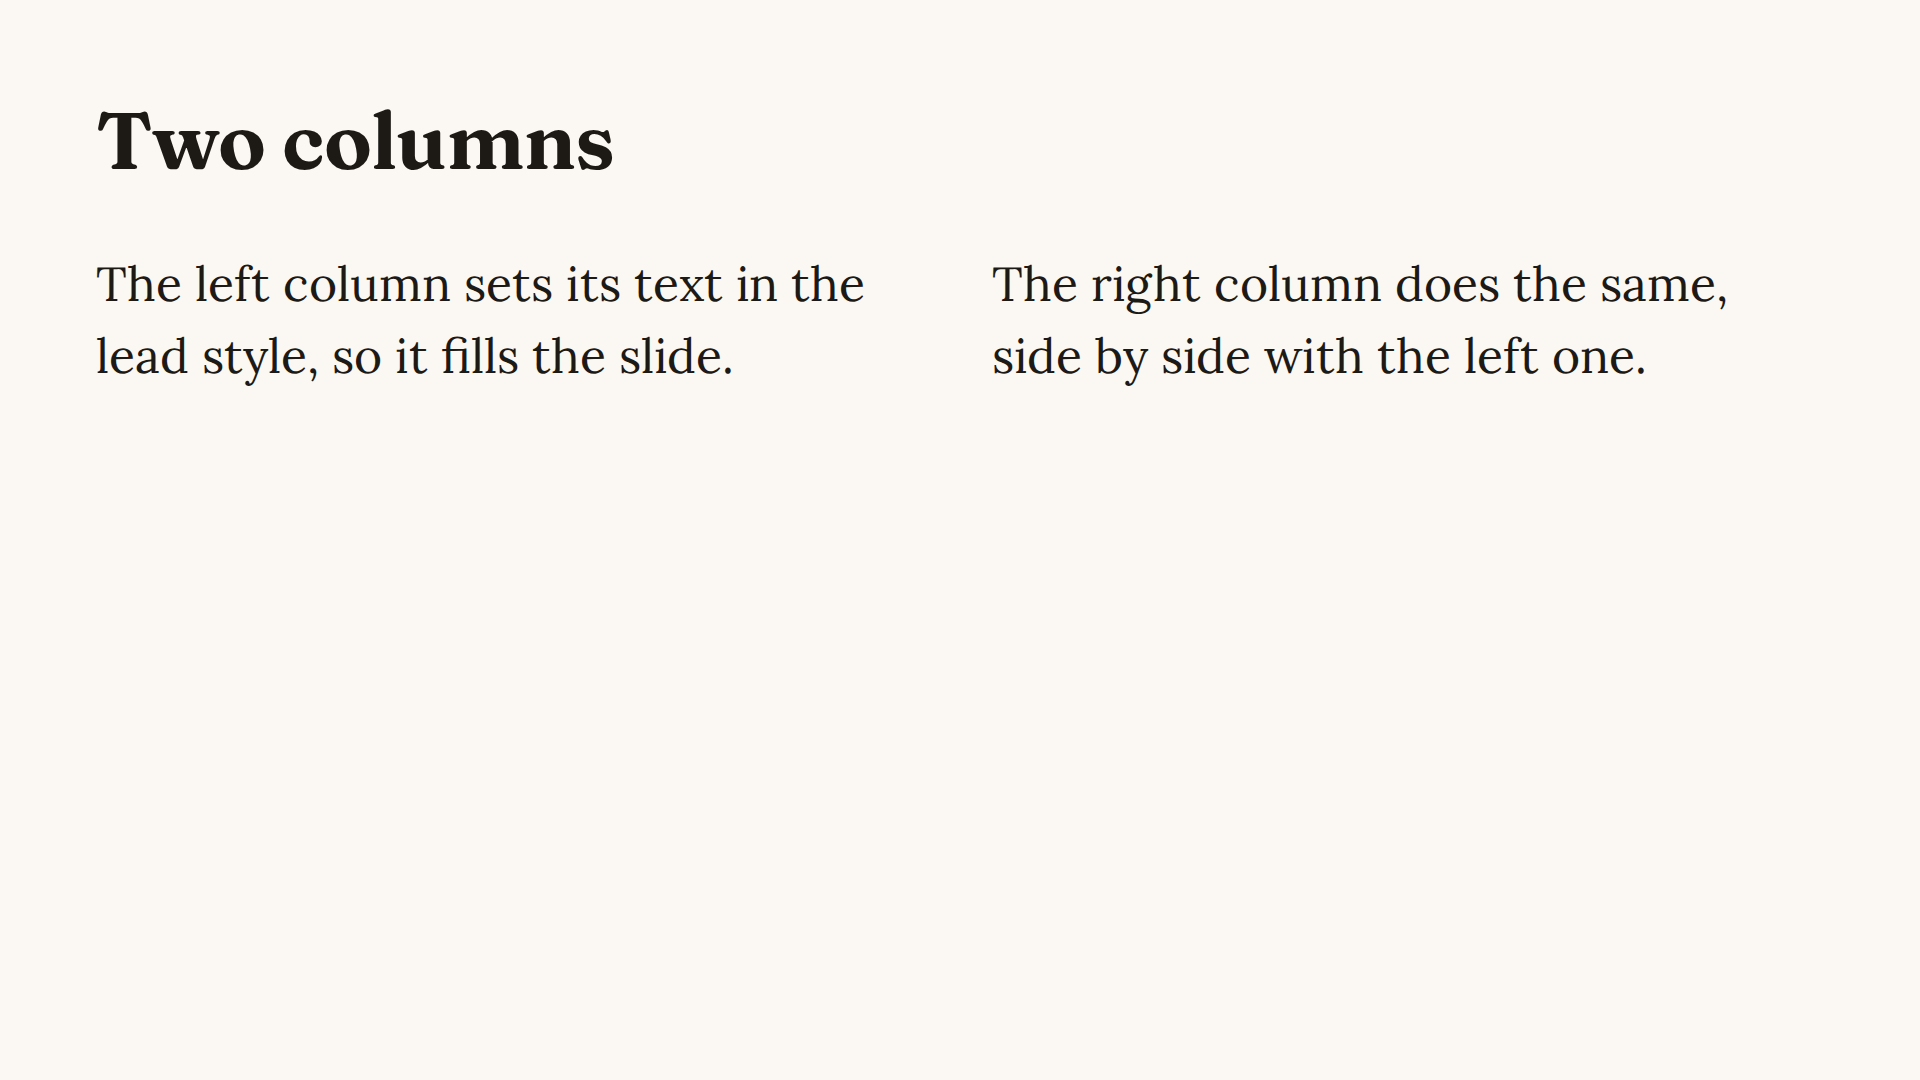 Two columns
The left column sets its text in the
lead style, so it fills the slide.
The right column does the same,
side by side with the left one.